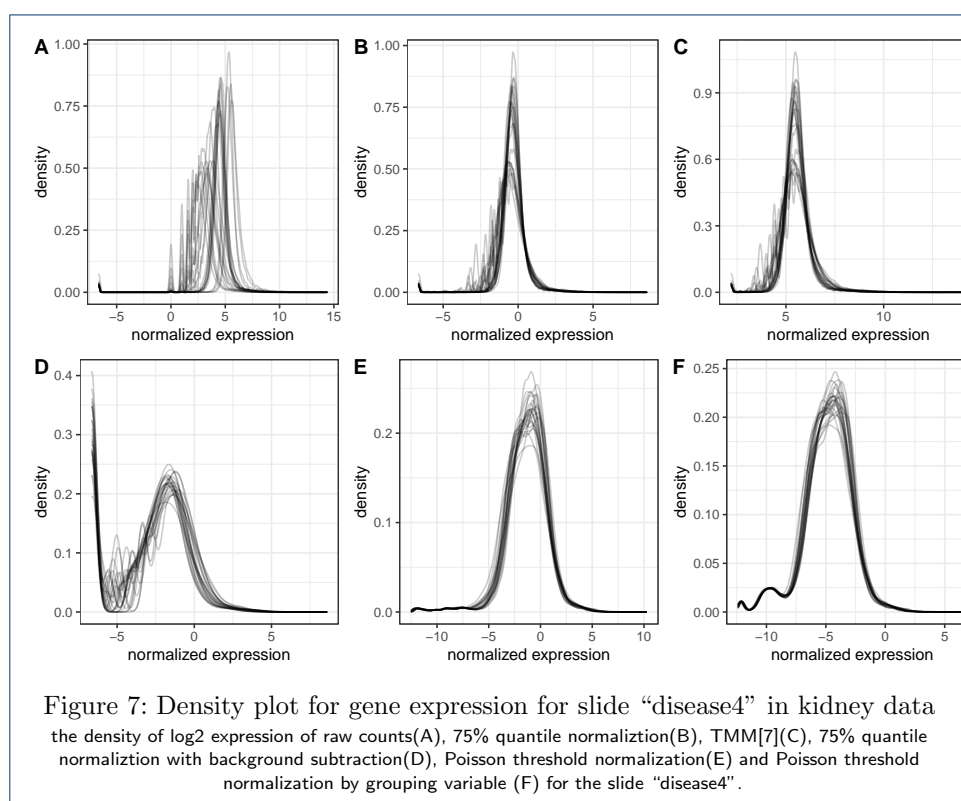 A
1.00
0.75
0.50
0.25
0.00
density
−5 0 5 10 15
normalized expression
B
1.00
0.75
0.50
0.25
0.00
density
−5 0 5
normalized expression
C
0.9
0.6
0.3
0.0
density
5 10
normalized expression
D
0.4
0.3
0.2
0.1
0.0
density
−5 0 5
normalized expression
E
0.2
0.1
0.0
density
−10 −5 0 5 10
normalized expression
F
0.25
0.20
0.15
0.10
0.05
0.00
density
−10 −5 0 5
normalized expression
Figure 7: Density plot for gene expression for slide “disease4” in kidney data
the density of log2 expression of raw counts(A), 75% quantile normaliztion(B), TMM[7](C), 75% quantile
normaliztion with background subtraction(D), Poisson threshold normalization(E) and Poisson threshold
normalization by grouping variable (F) for the slide “disease4”.